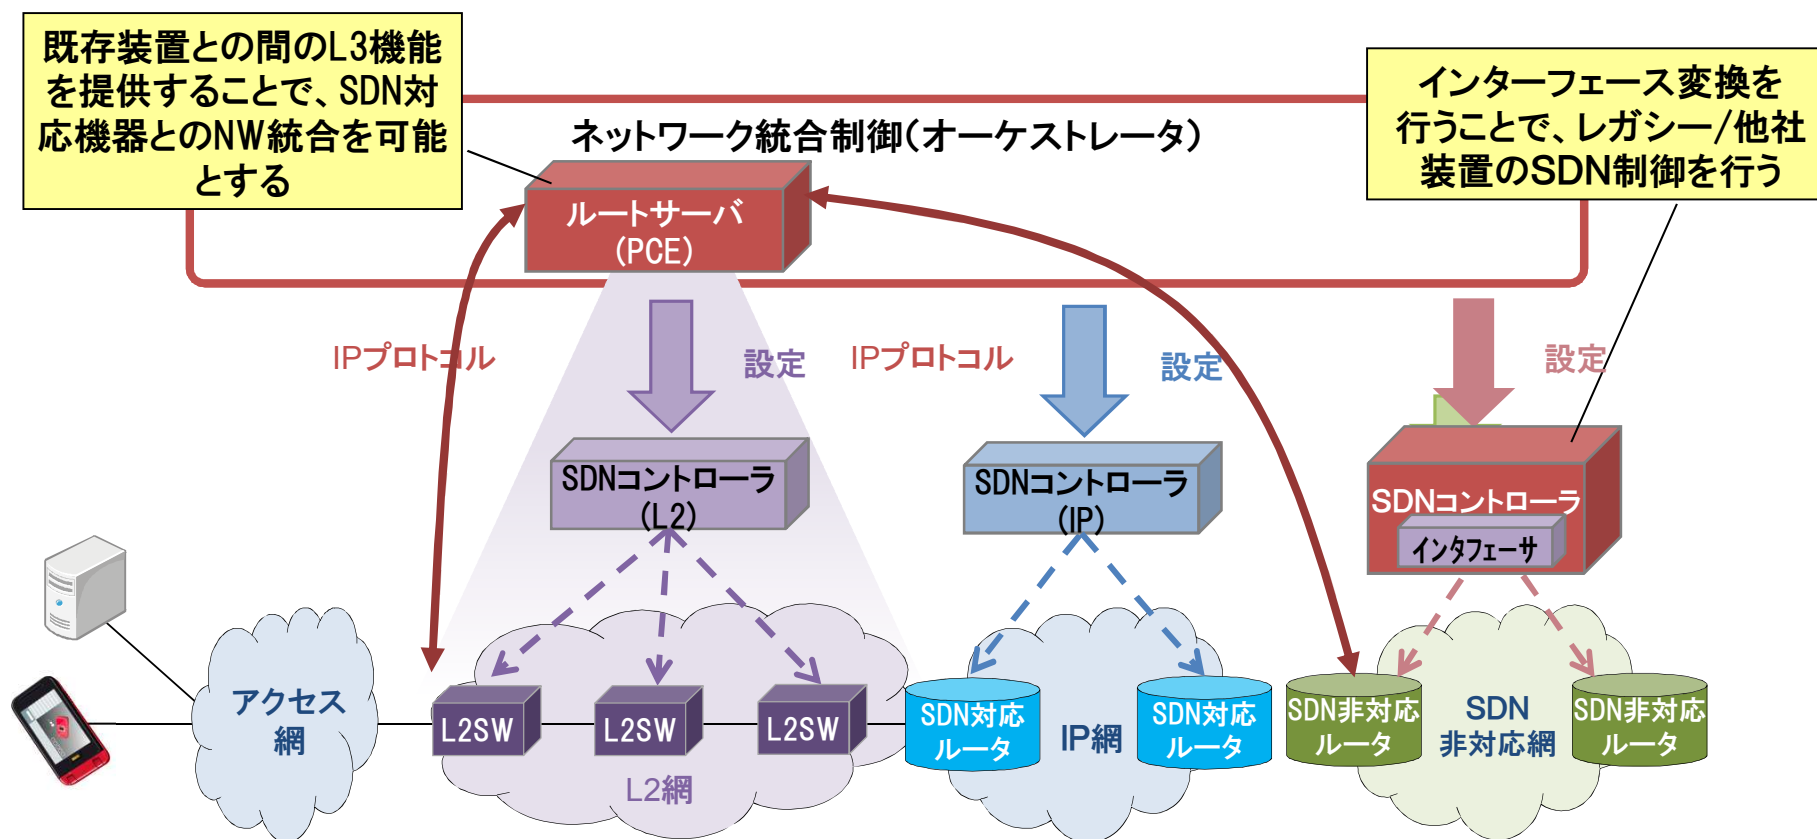 既存装置との間のL3機能
を提供することで、SDN対
応機器とのNW統合を可能
とする
インターフェース変換を
行うことで、レガシー/他社
装置のSDN制御を行う
ネットワーク統合制御(オーケストレータ)
ルートサーバ
(PCE)
IPプロトコル
設定
IPプロトコル
設定
設定
SDNコントローラ
(L2)
SDNコントローラ
(IP)
SDNコントローラ
インタフェーサ
アクセス
網
L2SW
L2SW
L2SW
L2網
SDN対応
ルータ
IP網
SDN対応
ルータ
SDN非対応
ルータ
SDN
非対応網
SDN非対応
ルータ